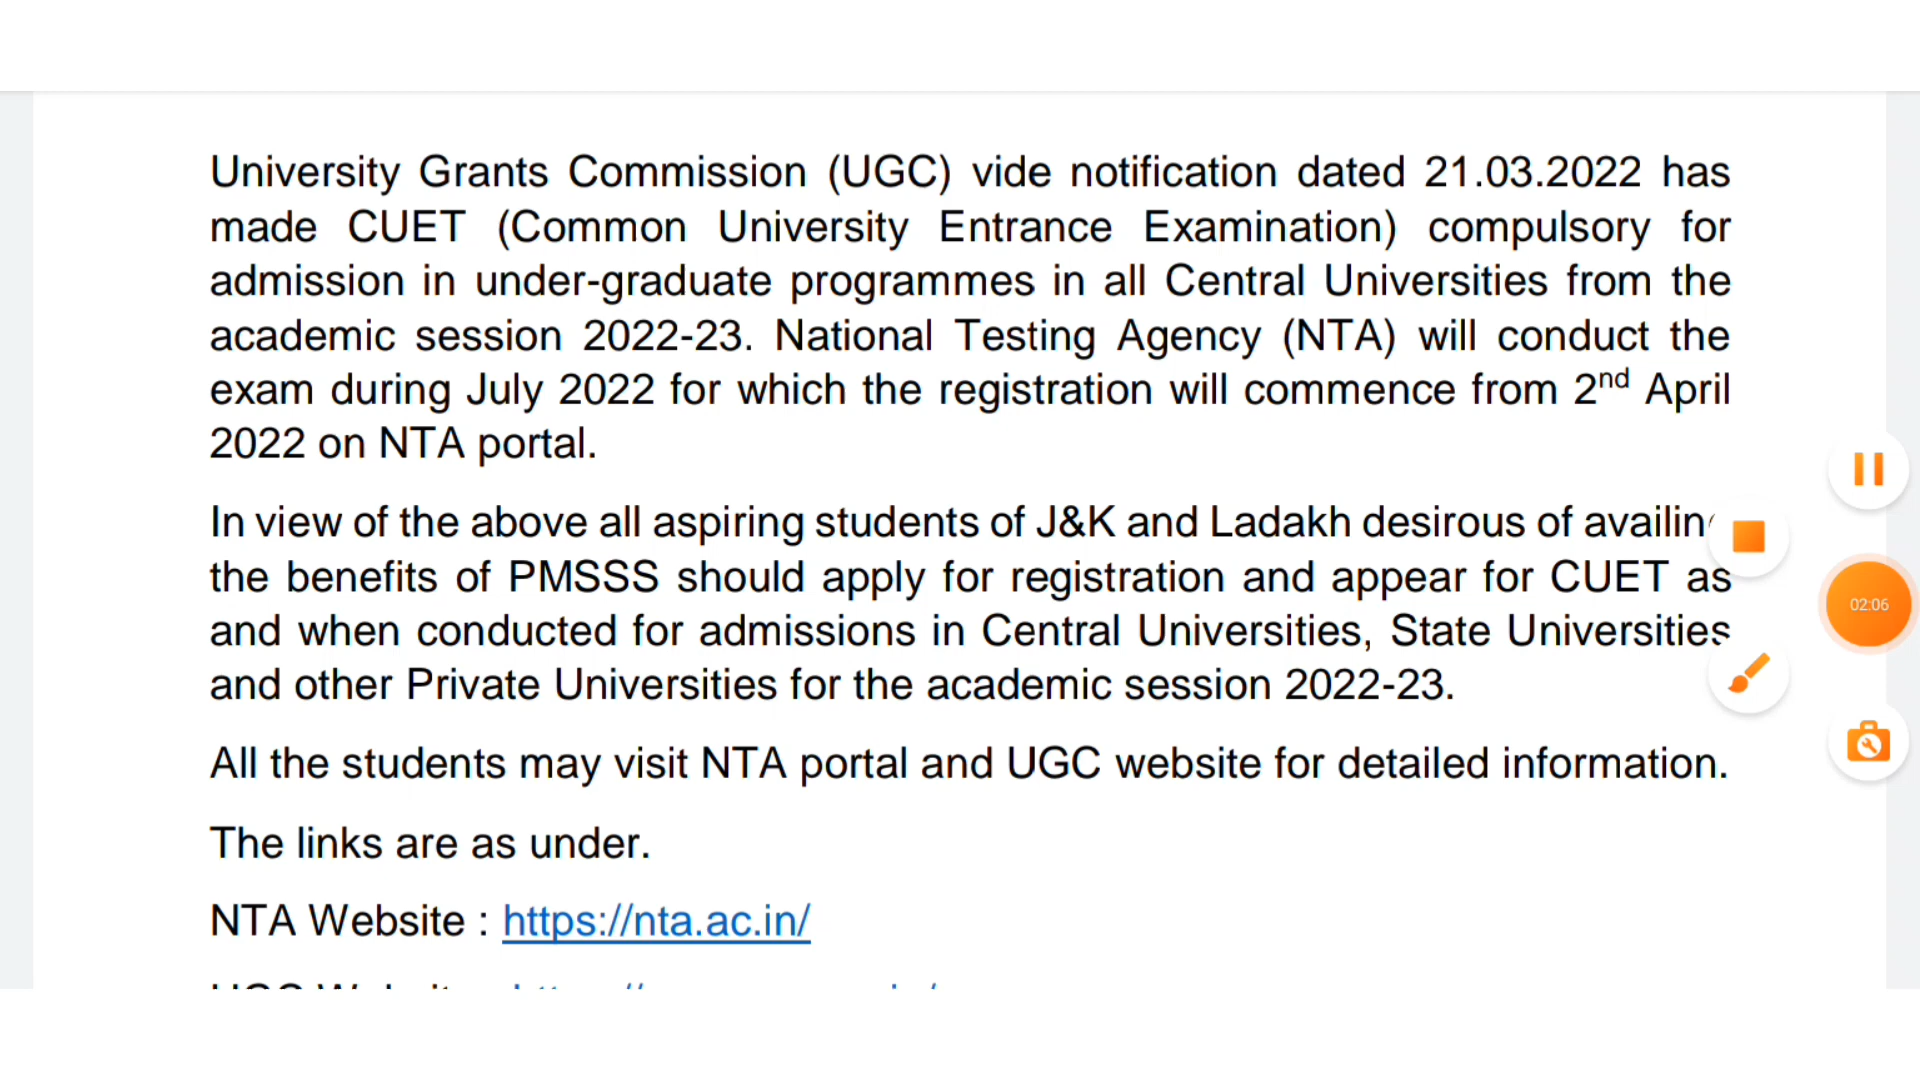 University Grants Commission (UGC) vide notification dated 21.03.2022 has
made CUET (Common University Entrance Examination) compulsory for
admission in under-graduate programmes in all Central Universities from the
academic session 2022-23. National Testing Agency (NTA) will conduct the
exam during July 2022 for which the registration will commence from 2nd April
2022 on NTA portal.
In view of the above all aspiring students of J&K and Ladakh desirous of
the benefits of PMSSS should apply for registration and appear for CUET as
and when conducted for admissions in Central Universities, State Universities
and other Private Universities for the academic session 2022-23.
All the students may visit NTA portal and UGC website for detailed information.
The links are as under.
NTA Website : https://nta.ac.in/
02:06